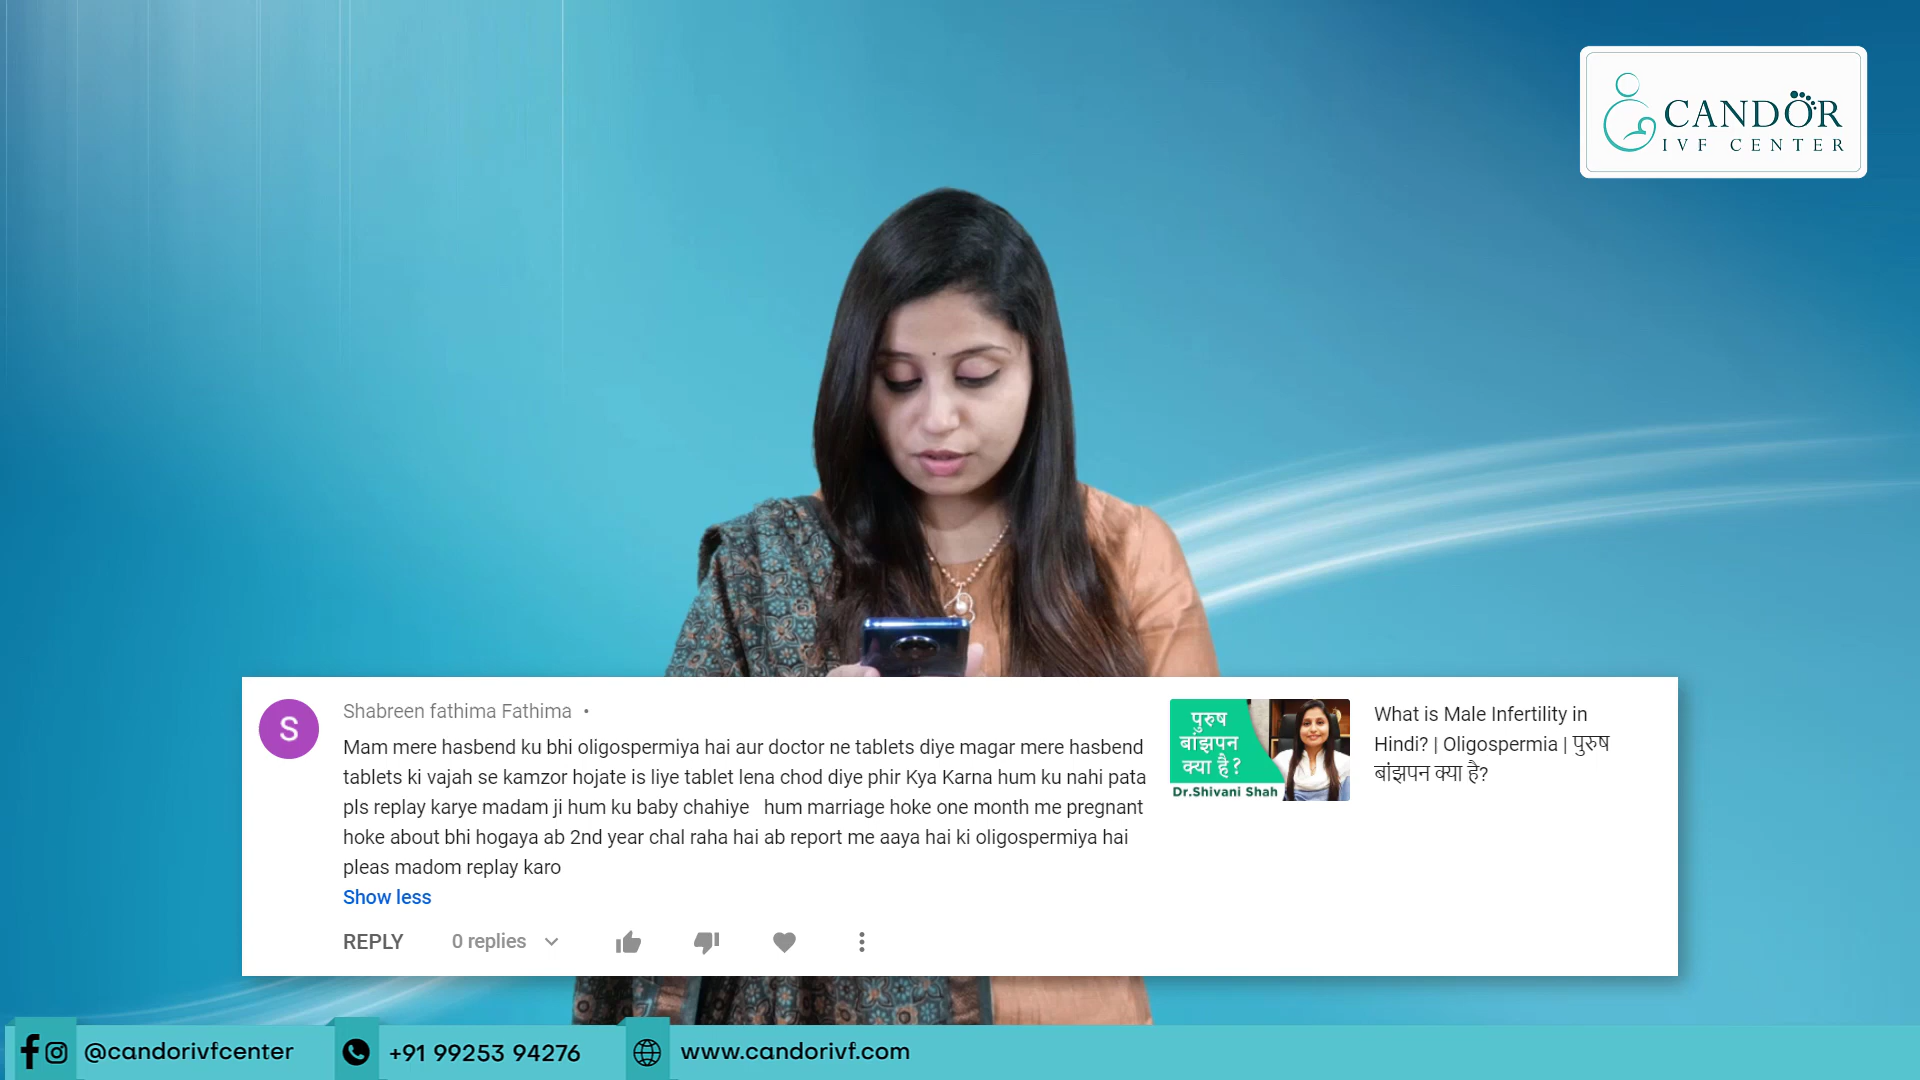 CANDOR
IVF CENTER
S
Shabreen fathima Fathima •
Mam mere hasbend ku bhi oligospermiya hai aur doctor ne tablets diye magar mere hasbend
tablets ki vajah se kamzor hojate is liye tablet lena chod diye phir Kya Karna hum ku nahi pata
pls replay karye madam ji hum ku baby chahiye   hum marriage hoke one month me pregnant
hoke about bhi hogaya ab 2nd year chal raha hai ab report me aaya hai ki oligospermiya hai
pleas madom replay karo
Show less
REPLY 0 replies
पुरुष
बांझपन
क्या है?
Dr.Shivani Shah
What is Male Infertility in
Hindi? | Oligospermia | पुरुष
बांझपन क्या है?
@candorivfcenter +91 99253 94276 www.candorivf.com